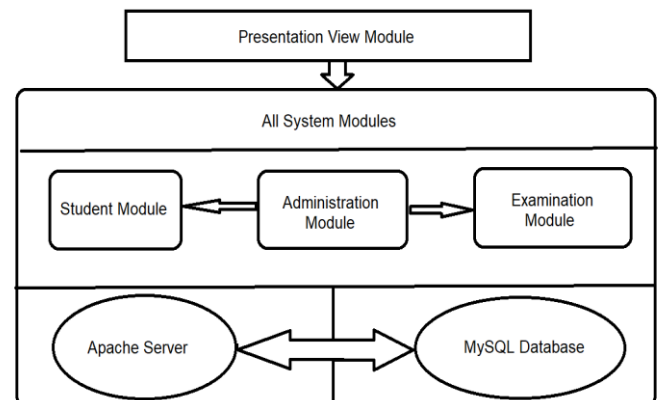 Presentation View Module
All System Modules
Student Module
Administration
Module
Examination
Module
Apache Server
MySQL Database